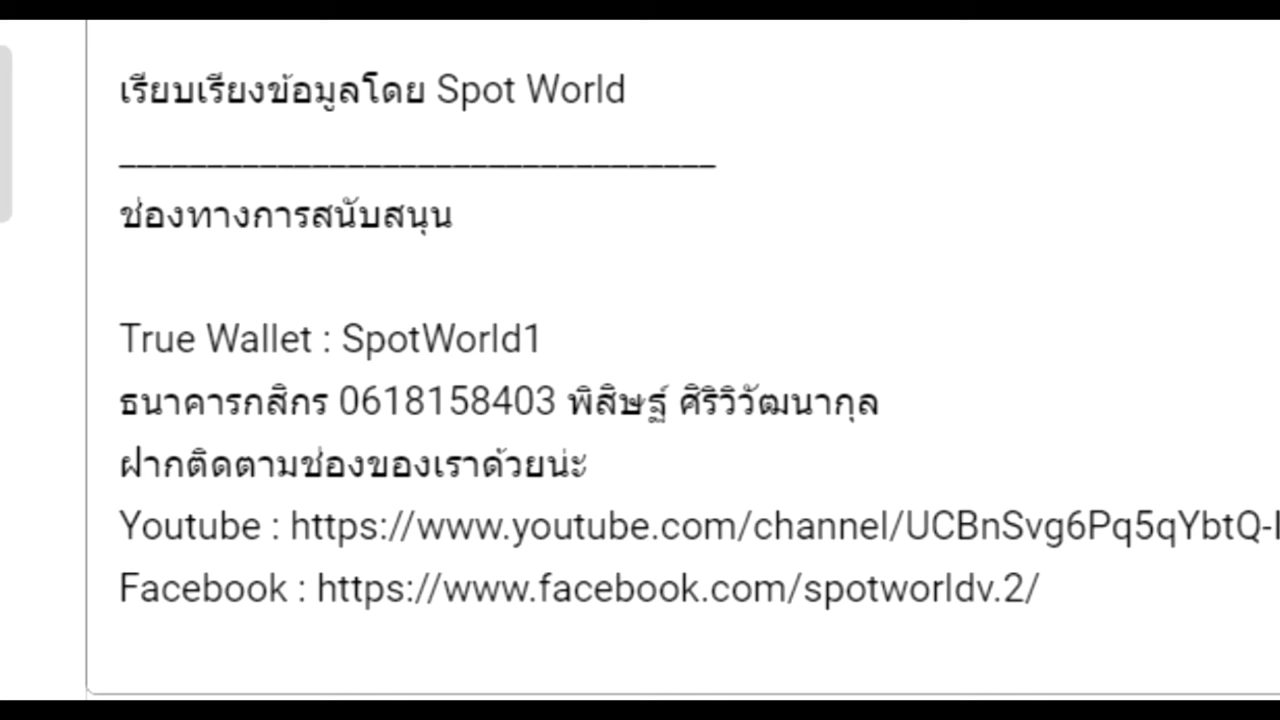 เรียบเรียงข้อมูลโดย Spot World
__________________________________
ช่องทางการสนับสนุน
True Wallet : SpotWorld1
ธนาคารกสิกร 0618158403 พิสิษฐ์ ศิริวิวัฒนากุล
ฝากติดตามช่องของเราด้วยน่ะ
Youtube : https://www.youtube.com/channel/UCBnSvg6Pq5qYbtQ-
Facebook : https://www.facebook.com/spotworldv.2/